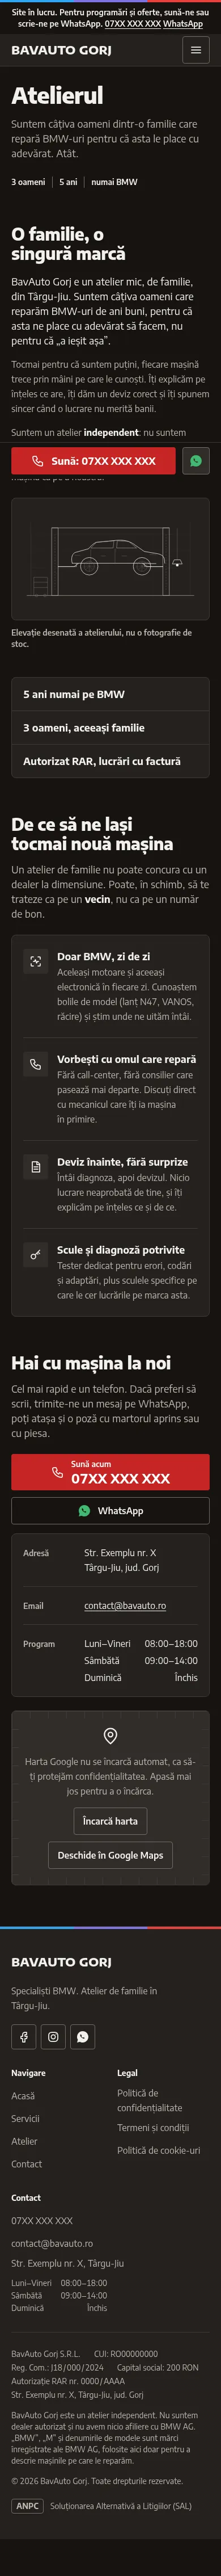 Site în lucru. Pentru programări și oferte, sună-ne sau
scrie-ne pe WhatsApp. 07XX XXX XXX WhatsApp
BAVAUTO GORJ
Atelierul
Suntem câțiva oameni dintr-o familie care
repară BMW-uri pentru oameni care pleacă cu
adevărat. Atât.
3 oameni
5 ani
numai BMW
O familie, o
singură marcă
BavAuto Gorj e un atelier mic, de familie,
din Târgu-Jiu. Suntem câțiva oameni care
reparăm BMW-uri de ani buni, pentru că
asta ne place cu adevărat să facem, nu
pentru că „a ieșit așa”.
Tocmai pentru că suntem puțini, fiecare mașină
trece prin mâini pe care le cunoști. Îți explicăm pe
înțeles ce are, îți dăm un deviz corect și îți spunem
sincer când o lucrare nu merită banii.
Suntem un atelier independent: nu suntem
Sună: 07XX XXX XXX
Elevație desenată a atelierului, nu o fotografie de
stoc.
5 ani numai pe BMW
3 oameni, aceeași familie
Autorizat RAR, lucrări cu factură
De ce să ne lași
tocmai nouă mașina
Un atelier de familie nu poate concura cu un
dealer la dimensiune. Poate, în schimb, să te
trateze ca pe un vecin, nu ca pe un număr
de bon.
Doar BMW, zi de zi
Aceleași motoare și aceeași
electronică în fiecare zi. Cunoaștem
bolile de model (lanț N47, VANOS,
răcire) și știm unde ne uităm întâi.
Vorbești cu omul care repară
Fără call-center, fără consilier care
pasează mai departe. Discuți direct
cu mecanicul care îți ia mașina
în primire.
Deviz înainte, fără surprize
Întâi diagnoza, apoi devizul. Nicio
lucrare neaprobată de tine, și îți
explicăm pe înțeles ce și de ce.
Scule și diagnoză potrivite
Tester dedicat pentru erori, codări
și adaptări, plus sculele specifice pe
care le cer lucrările pe marca asta.
Hai cu mașina la noi
Cel mai rapid e un telefon. Dacă preferi să
scrii, trimite-ne un mesaj pe WhatsApp,
poți atașa și o poză cu martorul aprins sau
cu piesa.
Sună acum
07XX XXX XXX
WhatsApp
Adresă
Str. Exemplu nr. X
Târgu-Jiu, jud. Gorj
Email
contact@bavauto.ro
Program
Luni–Vineri 08:00–18:00
Sâmbătă 09:00–14:00
Duminică Închis
Harta Google nu se încarcă automat, ca să-
ți protejăm confidențialitatea. Apasă mai
jos pentru a o încărca.
Încarcă harta
Deschide în Google Maps
BAVAUTO GORJ
Specialiști BMW. Atelier de familie în
Târgu-Jiu.
Navigare
Acasă
Servicii
Atelier
Contact
Legal
Politică de
confidențialitate
Termeni și condiții
Politică de cookie-uri
Contact
07XX XXX XXX
contact@bavauto.ro
Str. Exemplu nr. X, Târgu-Jiu
Luni–Vineri 08:00–18:00
Sâmbătă 09:00–14:00
Duminică Închis
BavAuto Gorj S.R.L. CUI: RO00000000
Reg. Com.: J18/000/2024 Capital social: 200 RON
Autorizație RAR nr. 0000/AAAA
Str. Exemplu nr. X, Târgu-Jiu, jud. Gorj
BavAuto Gorj este un atelier independent. Nu suntem
dealer autorizat și nu avem nicio afiliere cu BMW AG.
„BMW”, „M” și denumirile de modele sunt mărci
înregistrate ale BMW AG, folosite aici doar pentru a
descrie mașinile pe care le reparăm.
© 2026 BavAuto Gorj. Toate drepturile rezervate.
ANPC Soluționarea Alternativă a Litigiilor (SAL)